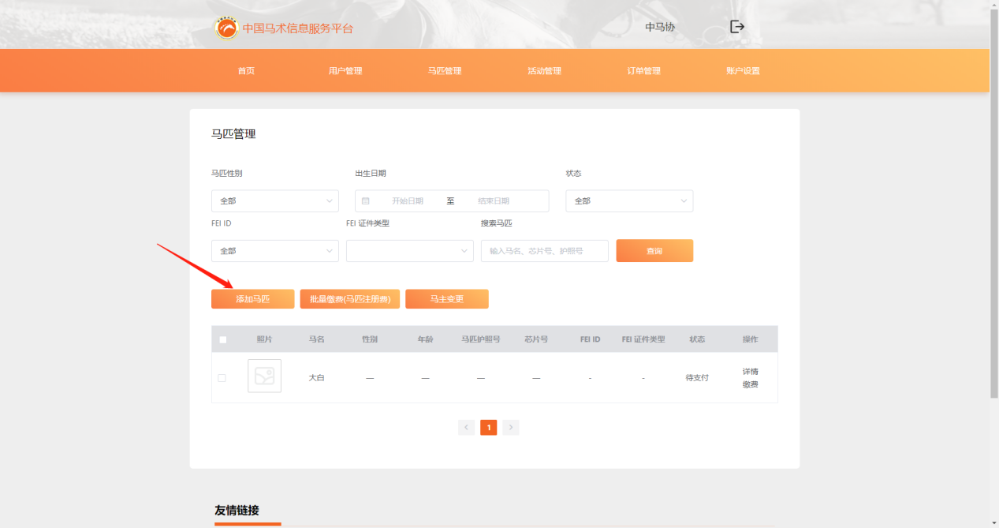 中国马术信息服务平台
中马协
首页 用户管理 马匹管理 活动管理 订单管理 账户设置
马匹管理
马匹性别 出生日期 状态
全部 开始日期 至 结束日期 全部
FEI ID FEI 证件类型 搜索马匹
全部 输入马名、芯片号、护照号 查询
添加马匹 批量缴费(马匹注册费) 马主变更
照片 马名 性别 年龄 马匹护照号 芯片号 FEI ID FEI 证件类型 状态 操作
大白 — — — — - - 待支付 详情
缴费
1
友情链接